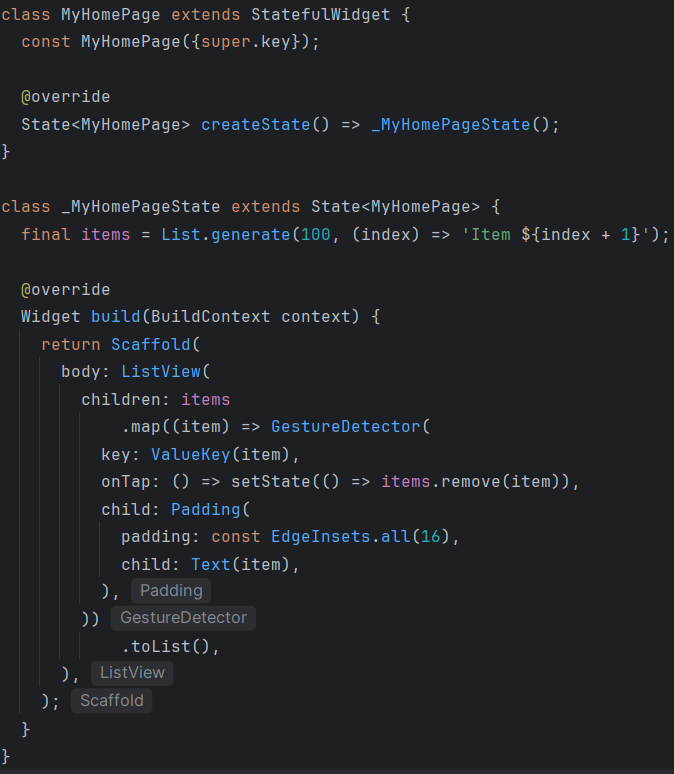 class MyHomePage extends StatefulWidget {
  const MyHomePage({super.key});

  @override
  State<MyHomePage> createState() => _MyHomePageState();
}

class _MyHomePageState extends State<MyHomePage> {
  final items = List.generate(100, (index) => 'Item ${index + 1}');

  @override
  Widget build(BuildContext context) {
    return Scaffold(
      body: ListView(
        children: items
            .map((item) => GestureDetector(
          key: ValueKey(item),
          onTap: () => setState(() => items.remove(item)),
          child: Padding(
            padding: const EdgeInsets.all(16),
            child: Text(item),
          ), Padding
        )) GestureDetector
            .toList(),
      ), ListView
    ); Scaffold
  }
}